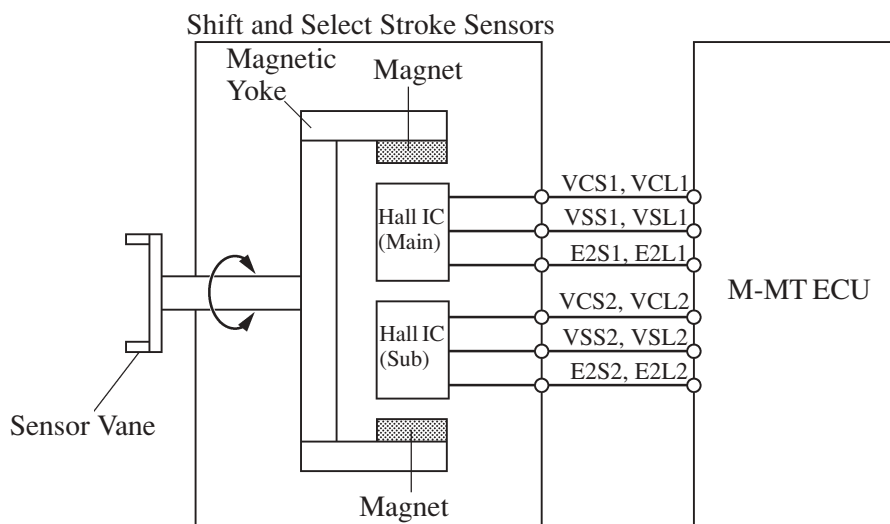 Shift and Select Stroke Sensors
Magnetic
Yoke
Magnet
Hall IC
(Main)
VCS1, VCL1
VSS1, VSL1
E2S1, E2L1
Hall IC
(Sub)
VCS2, VCL2
VSS2, VSL2
E2S2, E2L2
M-MT ECU
Sensor Vane
Magnet